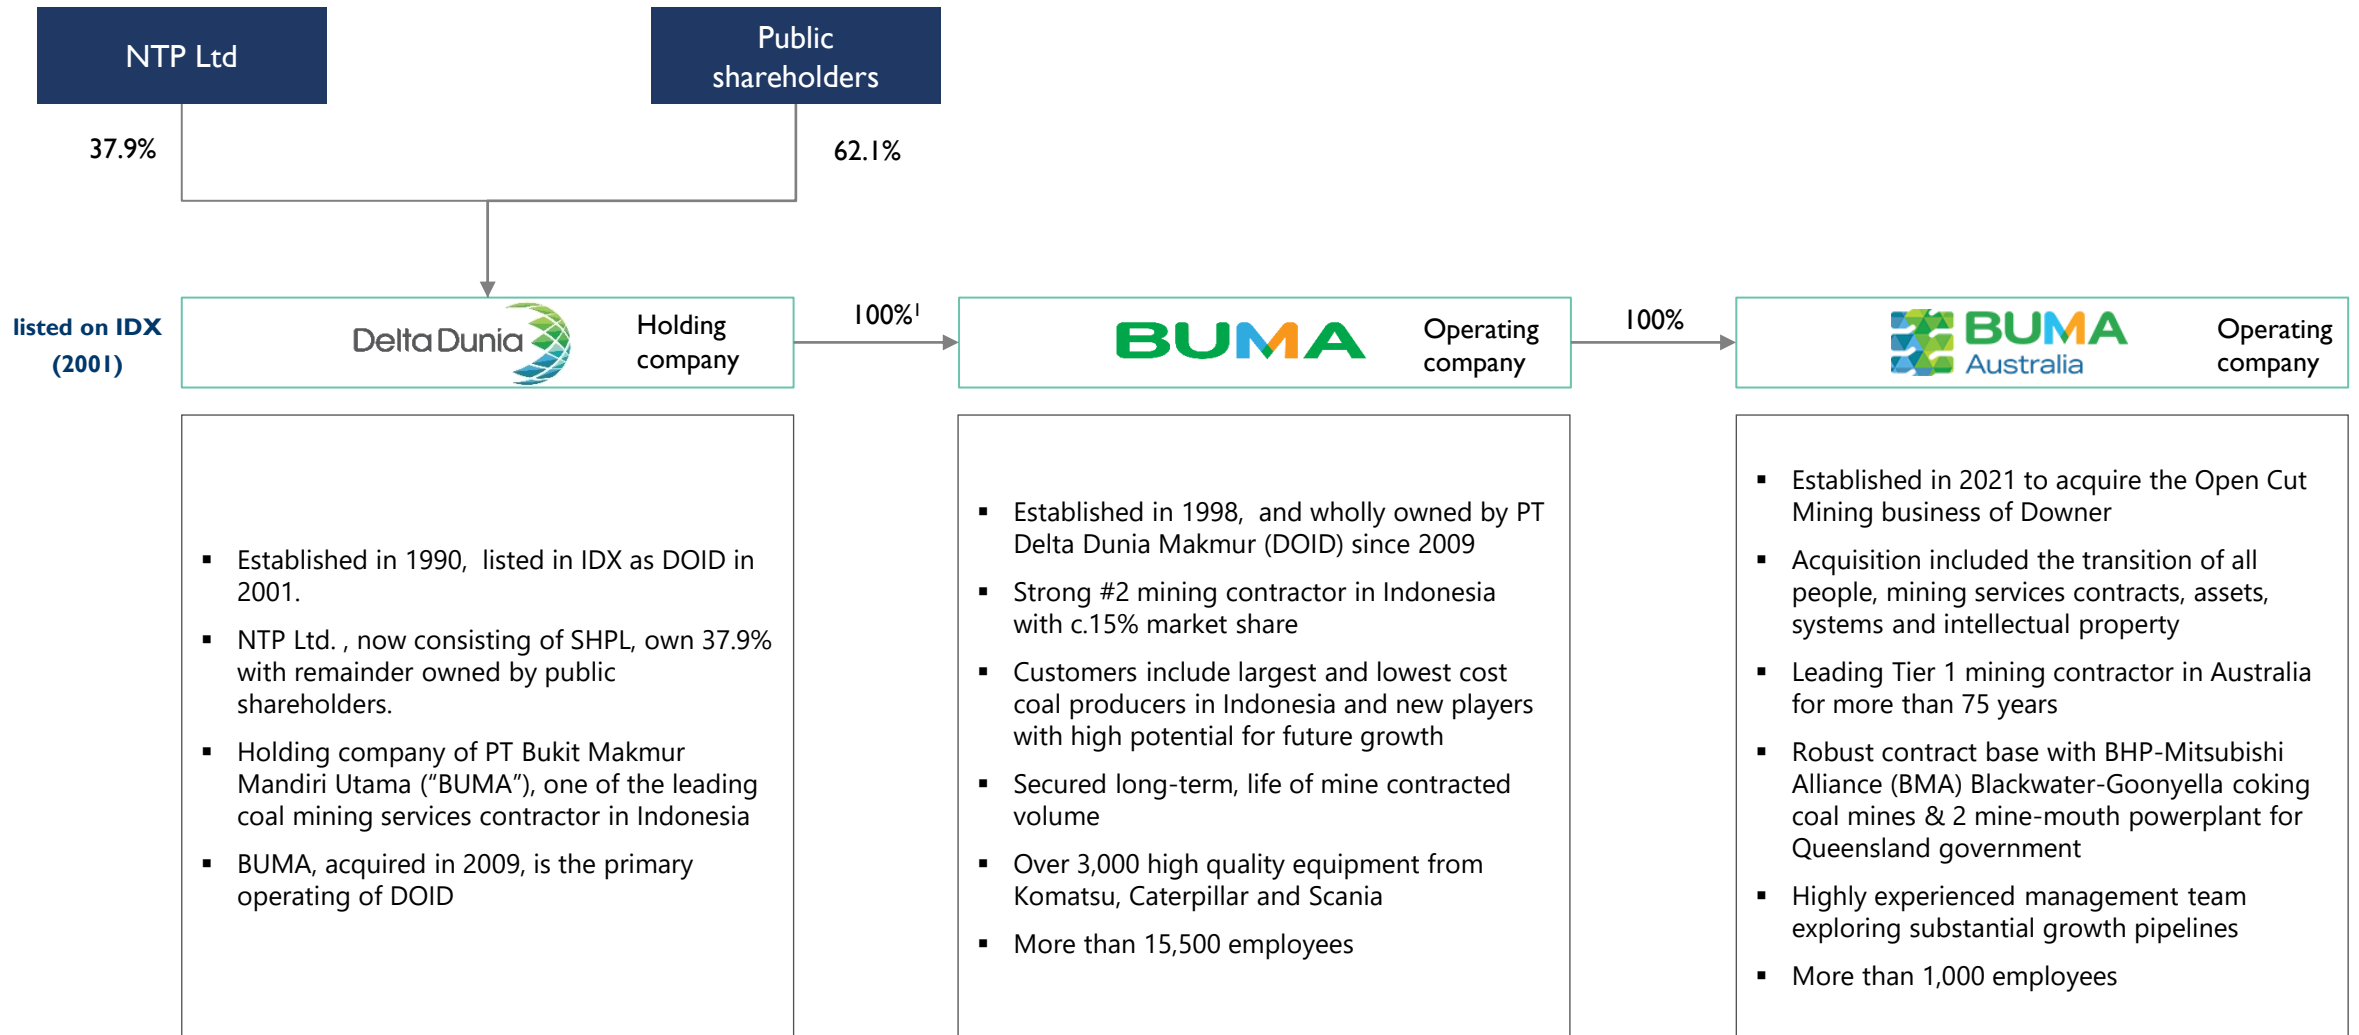 NTP Ltd
Public
shareholders
37.9%
62.1%
listed on IDX
(2001)
Delta Dunia
Holding
company
100%¹
BUMA
Operating
company
100%
BUMA
Australia
Operating
company
▪ Established in 1990,  listed in IDX as DOID in
2001.
▪ NTP Ltd. , now consisting of SHPL, own 37.9%
with remainder owned by public
shareholders.
▪ Holding company of PT Bukit Makmur
Mandiri Utama (“BUMA”), one of the leading
coal mining services contractor in Indonesia
▪ BUMA, acquired in 2009, is the primary
operating of DOID
▪ Established in 1998,  and wholly owned by PT
Delta Dunia Makmur (DOID) since 2009
▪ Strong #2 mining contractor in Indonesia
with c.15% market share
▪ Customers include largest and lowest cost
coal producers in Indonesia and new players
with high potential for future growth
▪ Secured long-term, life of mine contracted
volume
▪ Over 3,000 high quality equipment from
Komatsu, Caterpillar and Scania
▪ More than 15,500 employees
▪ Established in 2021 to acquire the Open Cut
Mining business of Downer
▪ Acquisition included the transition of all
people, mining services contracts, assets,
systems and intellectual property
▪ Leading Tier 1 mining contractor in Australia
for more than 75 years
▪ Robust contract base with BHP-Mitsubishi
Alliance (BMA) Blackwater-Goonyella coking
coal mines & 2 mine-mouth powerplant for
Queensland government
▪ Highly experienced management team
exploring substantial growth pipelines
▪ More than 1,000 employees